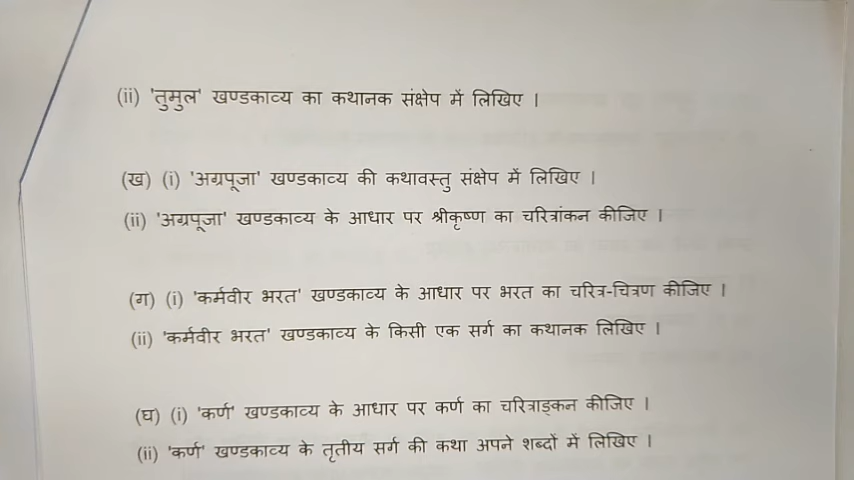 (ii) 'तुमुल' खण्डकाव्य का कथानक संक्षेप में लिखिए ।
(ख) (i) 'अग्रपूजा' खण्डकाव्य की कथावस्तु संक्षेप में लिखिए ।
(ii) 'अग्रपूजा' खण्डकाव्य के आधार पर श्रीकृष्ण का चरित्रांकन कीजिए ।
(ग) (i) 'कर्मवीर भरत' खण्डकाव्य के आधार पर भरत का चरित्र-चित्रण कीजिए ।
(ii) 'कर्मवीर भरत' खण्डकाव्य के किसी एक सर्ग का कथानक लिखिए ।
(घ) (i) 'कर्ण' खण्डकाव्य के आधार पर कर्ण का चरित्राङ्कन कीजिए ।
(ii) 'कर्ण' खण्डकाव्य के तृतीय सर्ग की कथा अपने शब्दों में लिखिए ।